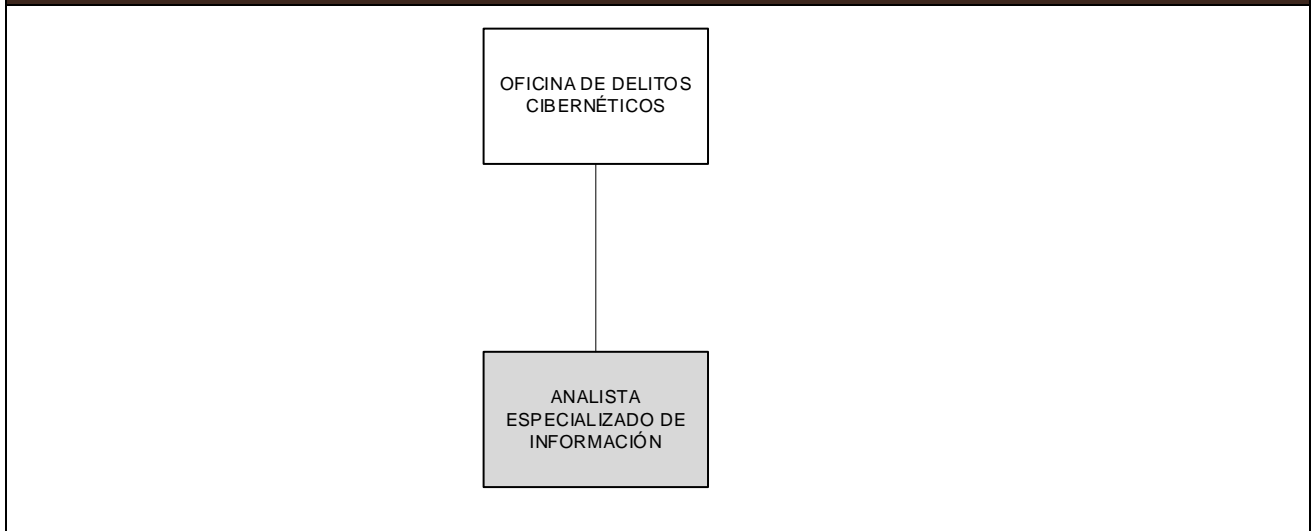 OFICINA DE DELITOS
CIBERNÉTICOS
ANALISTA
ESPECIALIZADO DE
INFORMACIÓN